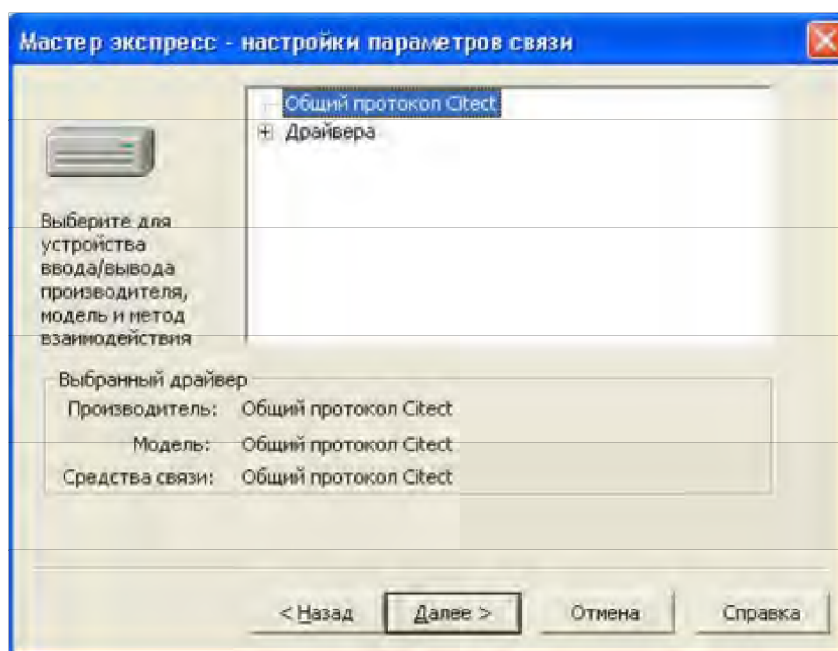 Мастер экспресс - настройки параметров связи
Общий протокол Citect
Драйвера
Выберите для
устройства
ввода/вывода
производителя,
модель и метод
взаимодействия
Выбранный драйвер
Производитель: Общий протокол Citect
Модель: Общий протокол Citect
Средства связи: Общий протокол Citect
< Назад Далее > Отмена Справка